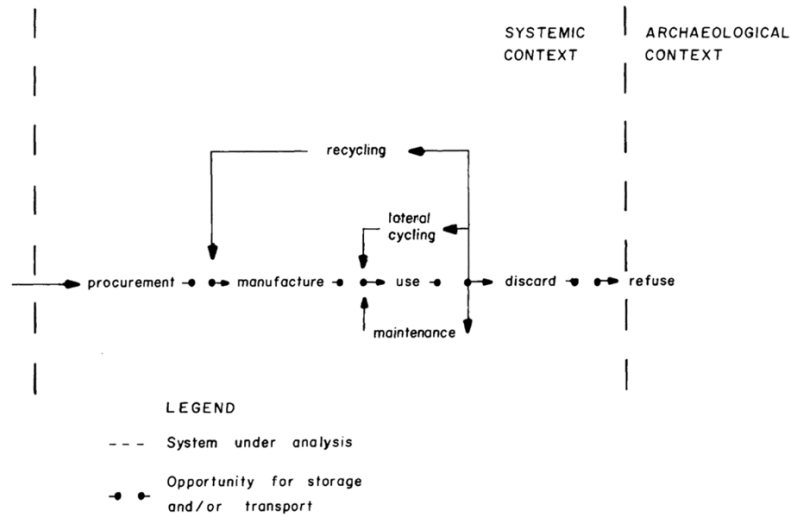 SYSTEMIC
CONTEXT
ARCHAEOLOGICAL
CONTEXT
recycling
lateral
cycling
procurement
manufacture
use
discard
refuse
maintenance
LEGEND
System under analysis
Opportunity for storage
and/or transport